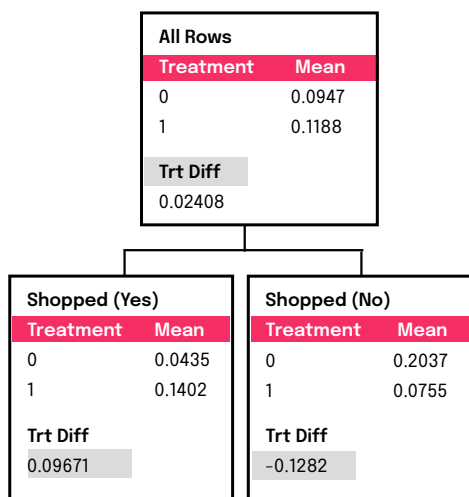 All Rows
Treatment Mean
0 0.0947
1 0.1188
Trt Diff
0.02408
Shopped (Yes)
Treatment Mean
0 0.0435
1 0.1402
Trt Diff
0.09671
Shopped (No)
Treatment Mean
0 0.2037
1 0.0755
Trt Diff
-0.1282